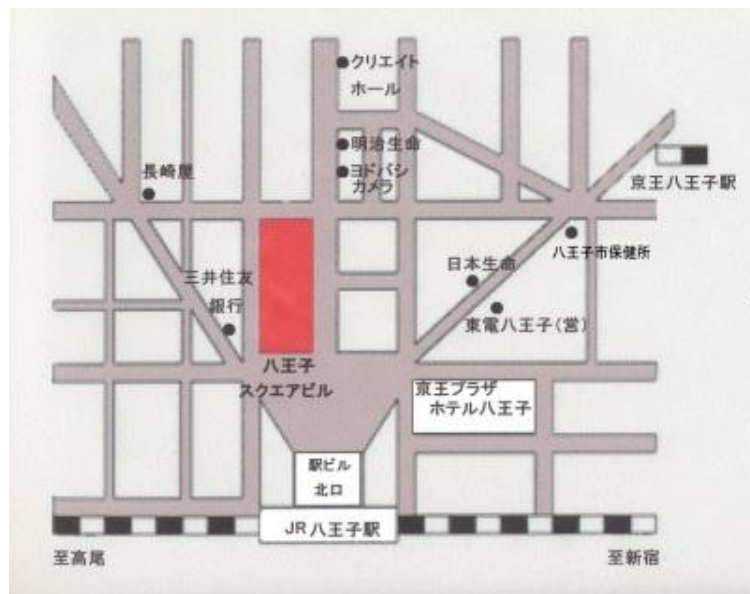 クリエイト
ホール
明治生命
ヨドバシ
カメラ
長崎屋
京王八王子駅
八王子市保健所
三井住友
銀行
日本生命
東電八王子(営)
八王子
スクエアビル
京王プラザ
ホテル八王子
駅ビル
北口
JR八王子駅
至高尾
至新宿